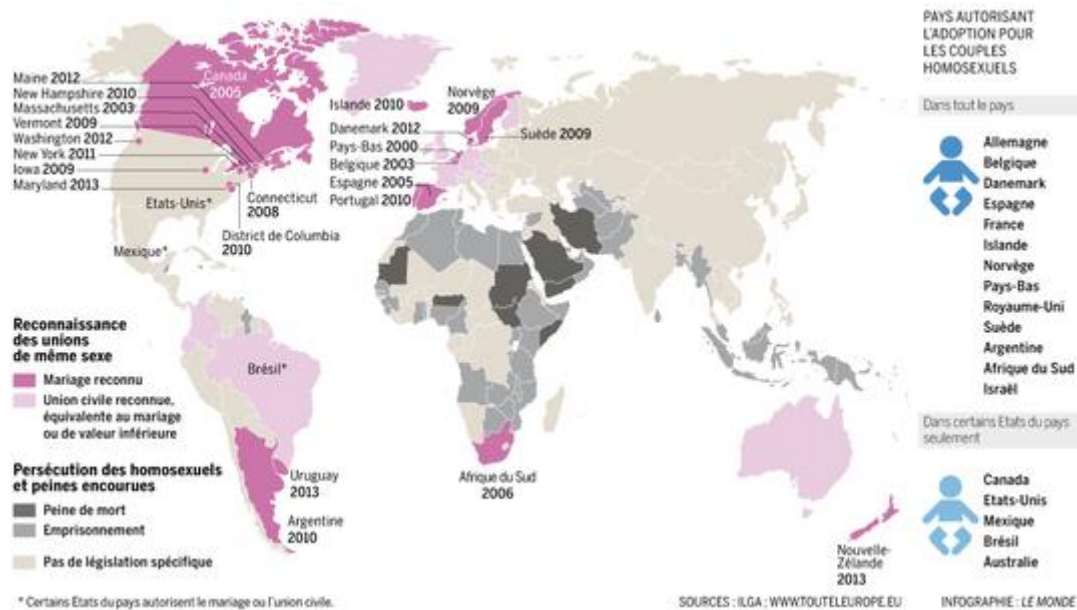 Maine 2012
New Hampshire 2010
Massachusetts 2003
Vermont 2009
Washington 2012
New York 2011
Iowa 2009
Maryland 2013
Canada
2005
Etats-Unis*
Connecticut
2008
District de Columbia
2010
Mexique*
Islande 2010
Norvège
2009
Danemark 2012
Pays-Bas 2000
Belgique 2003
Espagne 2005
Portugal 2010
Suède 2009
Brésil*
Uruguay
2013
Argentine
2010
Afrique du Sud
2006
Nouvelle-
Zélande
2013
Reconnaissance
des unions
de même sexe
Mariage reconnu
Union civile reconnue,
équivalente au mariage
ou de valeur inférieure
Persécution des homosexuels
et peines encourues
Peine de mort
Emprisonnement
Pas de législation spécifique
PAYS AUTORISANT
L'ADOPTION POUR
LES COUPLES
HOMOSEXUELS
Dans tout le pays
Allemagne
Belgique
Danemark
Espagne
France
Islande
Norvège
Pays-Bas
Royaume-Uni
Suède
Argentine
Afrique du Sud
Israël
Dans certains Etats du pays
seulement
Canada
Etats-Unis
Mexique
Brésil
Australie
* Certains Etats du pays autorisent le mariage ou l'union civile.
SOURCES : ILGA ; WWW.TOUTELEUROPE.EU
INFOGRAPHIE : LE MONDE